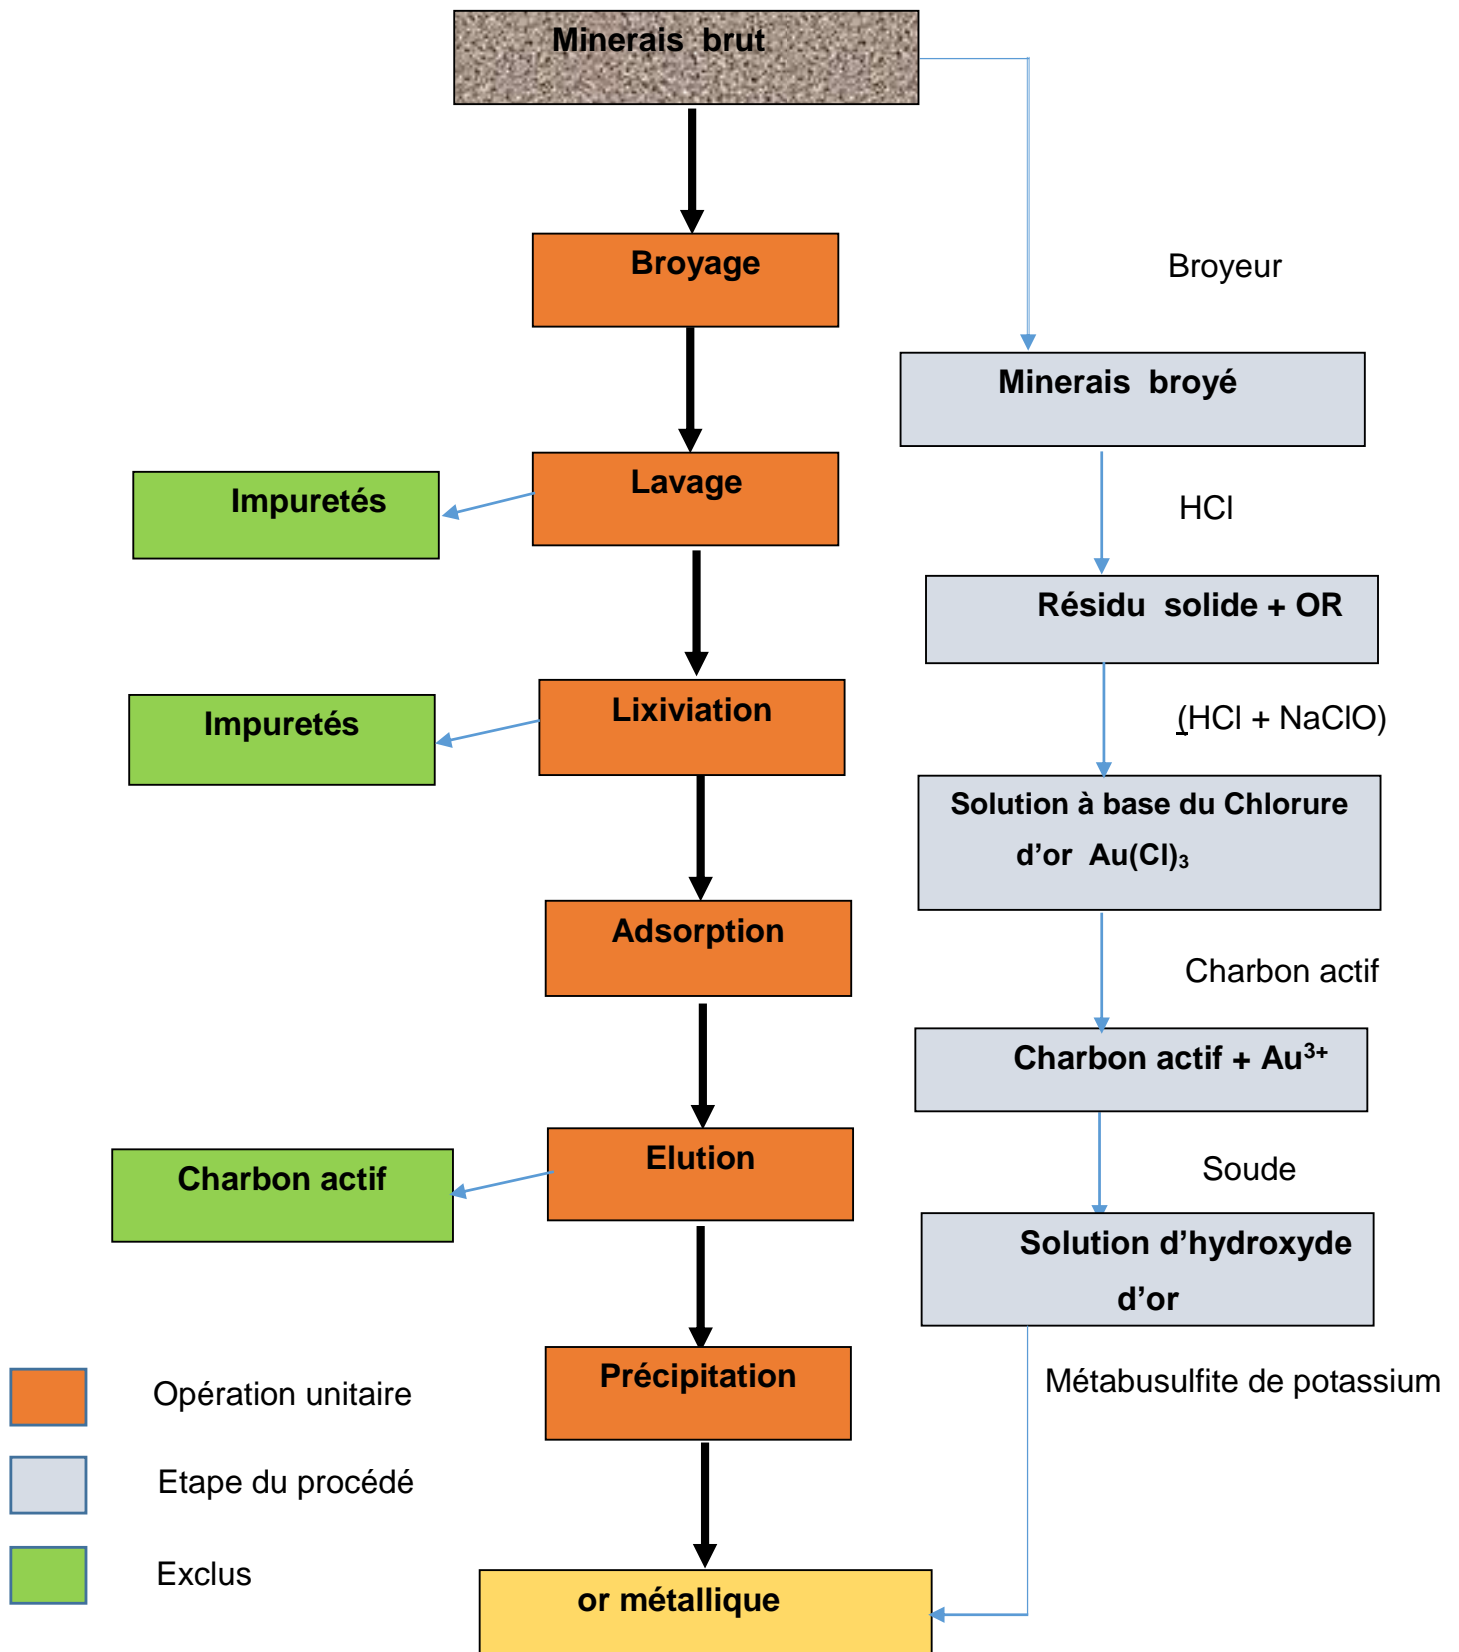 Minerais brut
Broyage
Broyeur
Minerais broyé
Lavage
Impuretés
HCl
Résidu solide + OR
Lixiviation
Impuretés
(HCl + NaClO)
Solution à base du Chlorure
d’or Au(Cl)₃
Adsorption
Charbon actif
Charbon actif + Au³⁺
Elution
Charbon actif
Soude
Solution d’hydroxyde
d’or
Précipitation
Métabusulfite de potassium
Opération unitaire
Etape du procédé
Exclus
or métallique